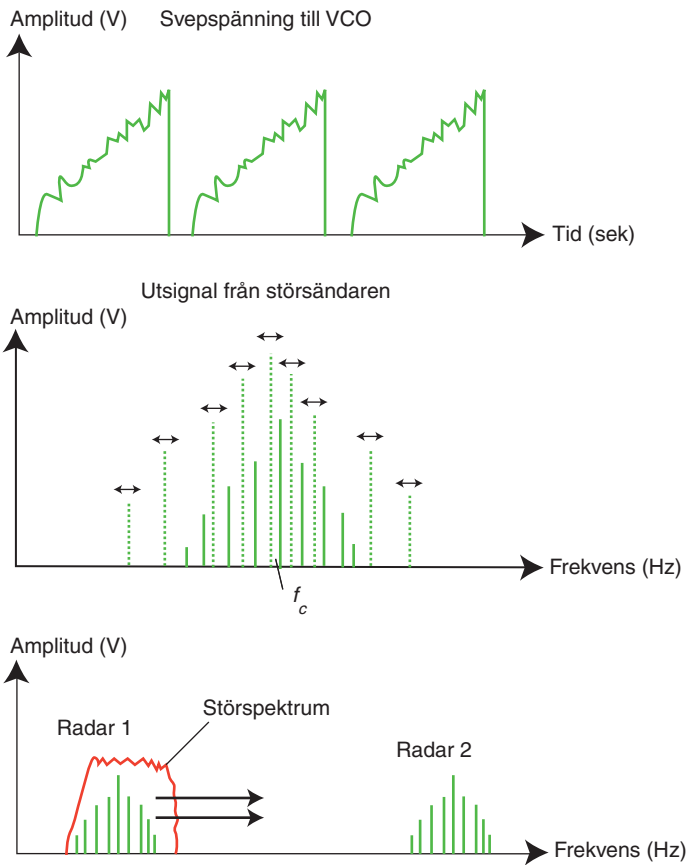 Amplitud (V)
Svepspänning till VCO
Tid (sek)
Utsignal från störsändaren
Amplitud (V)
Frekvens (Hz)
f_c
Amplitud (V)
Störspektrum
Radar 1
Radar 2
Frekvens (Hz)